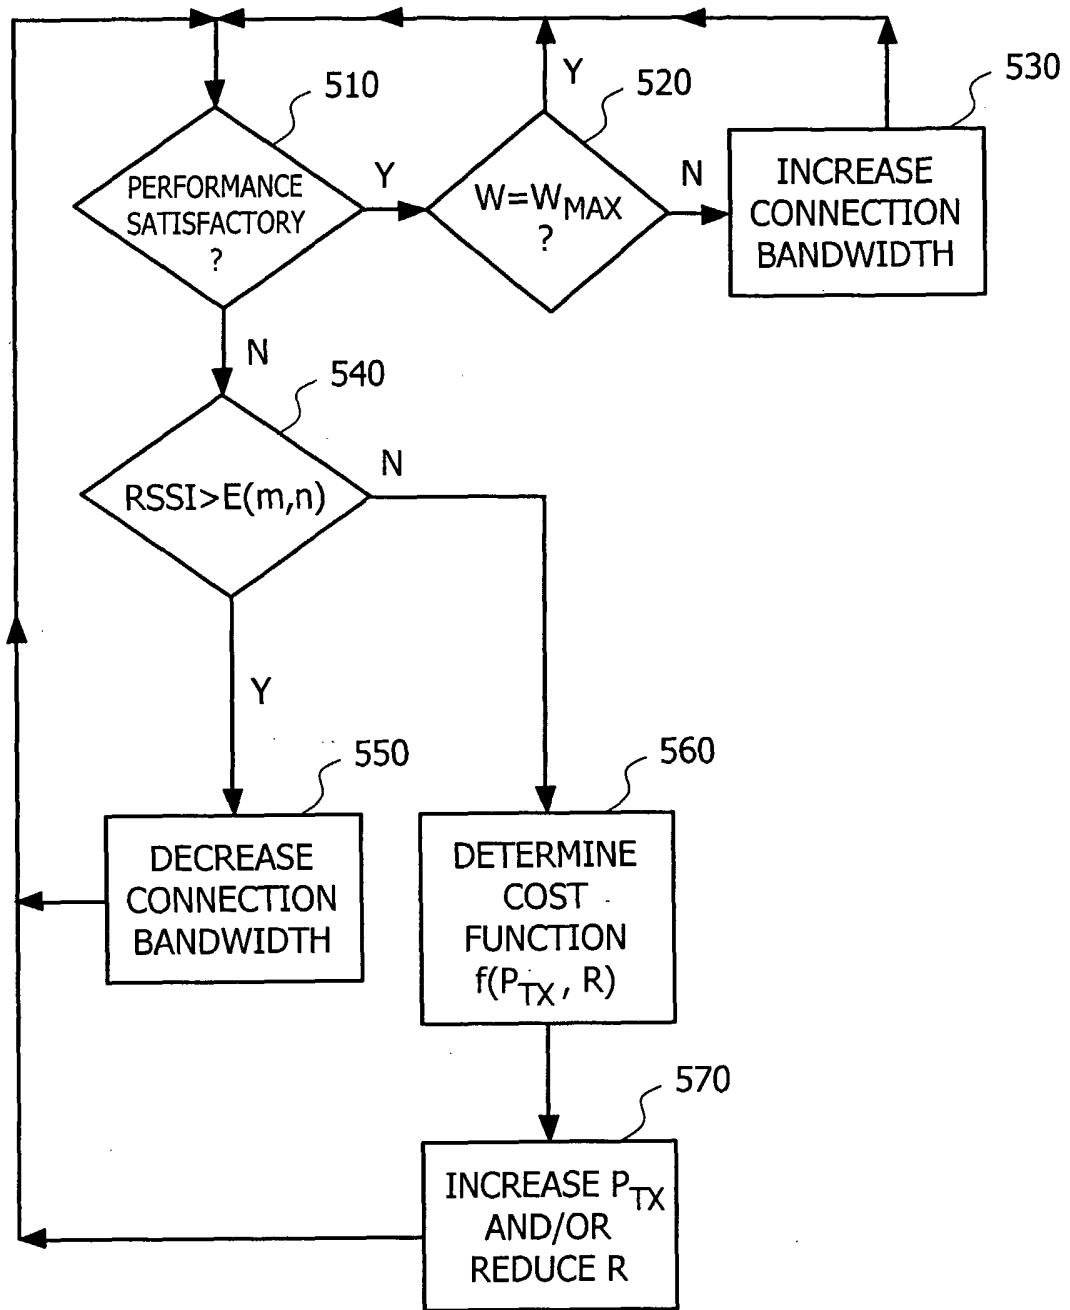 510
PERFORMANCE
SATISFACTORY
?
Y
N
520
W=WMAX
?
Y
N
530
INCREASE
CONNECTION
BANDWIDTH
540
RSSI>E(m,n)
N
Y
550
DECREASE
CONNECTION
BANDWIDTH
560
DETERMINE
COST
FUNCTION
f(PTX, R)
570
INCREASE PTX
AND/OR
REDUCE R